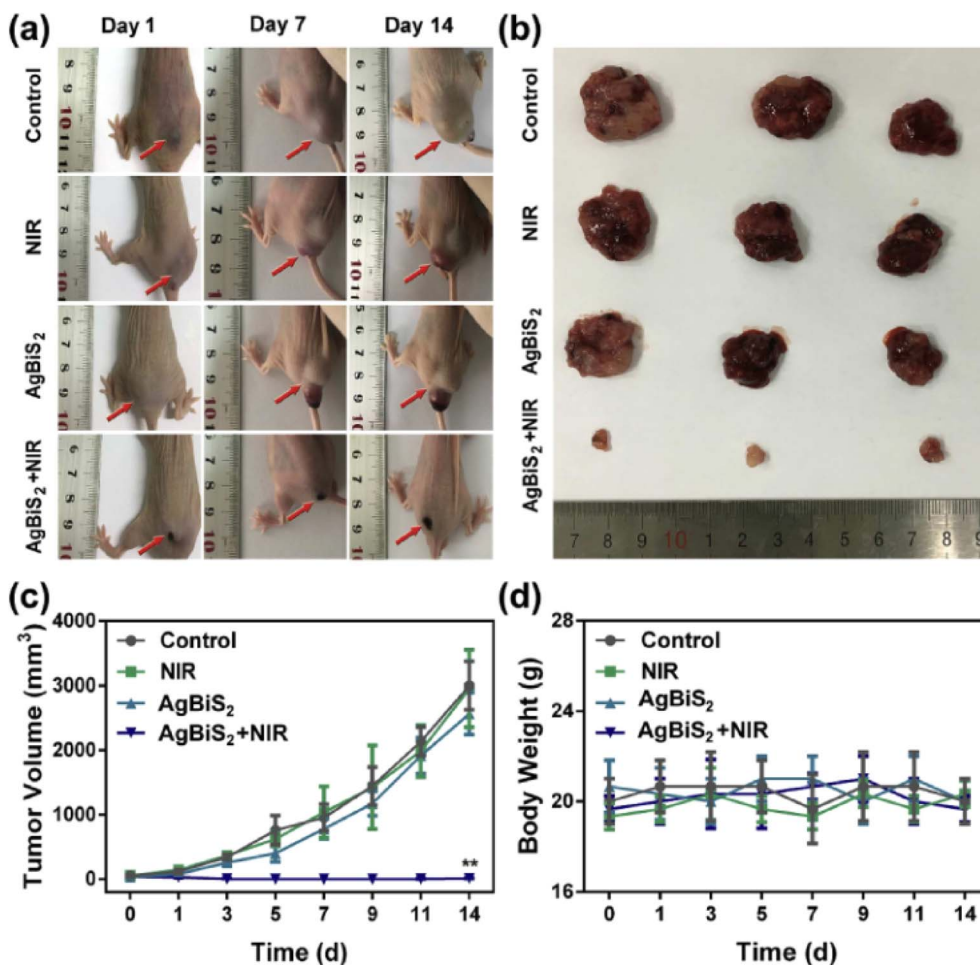 (a)
Day 1 Day 7 Day 14
Control
NIR
AgBiS₂
AgBiS₂ +NIR
(b)
Control
NIR
AgBiS₂
AgBiS₂ +NIR
7 8 9 10 1 2 3 4 5 6 7 8 9
(c)
Tumor Volume (mm³)
4000
3000
2000
1000
0
Control
NIR
AgBiS₂
AgBiS₂+NIR
**
0 1 3 5 7 9 11 14
Time (d)
(d)
Body Weight (g)
28
24
20
16
Control
NIR
AgBiS₂
AgBiS₂ +NIR
0 1 3 5 7 9 11 14
Time (d)